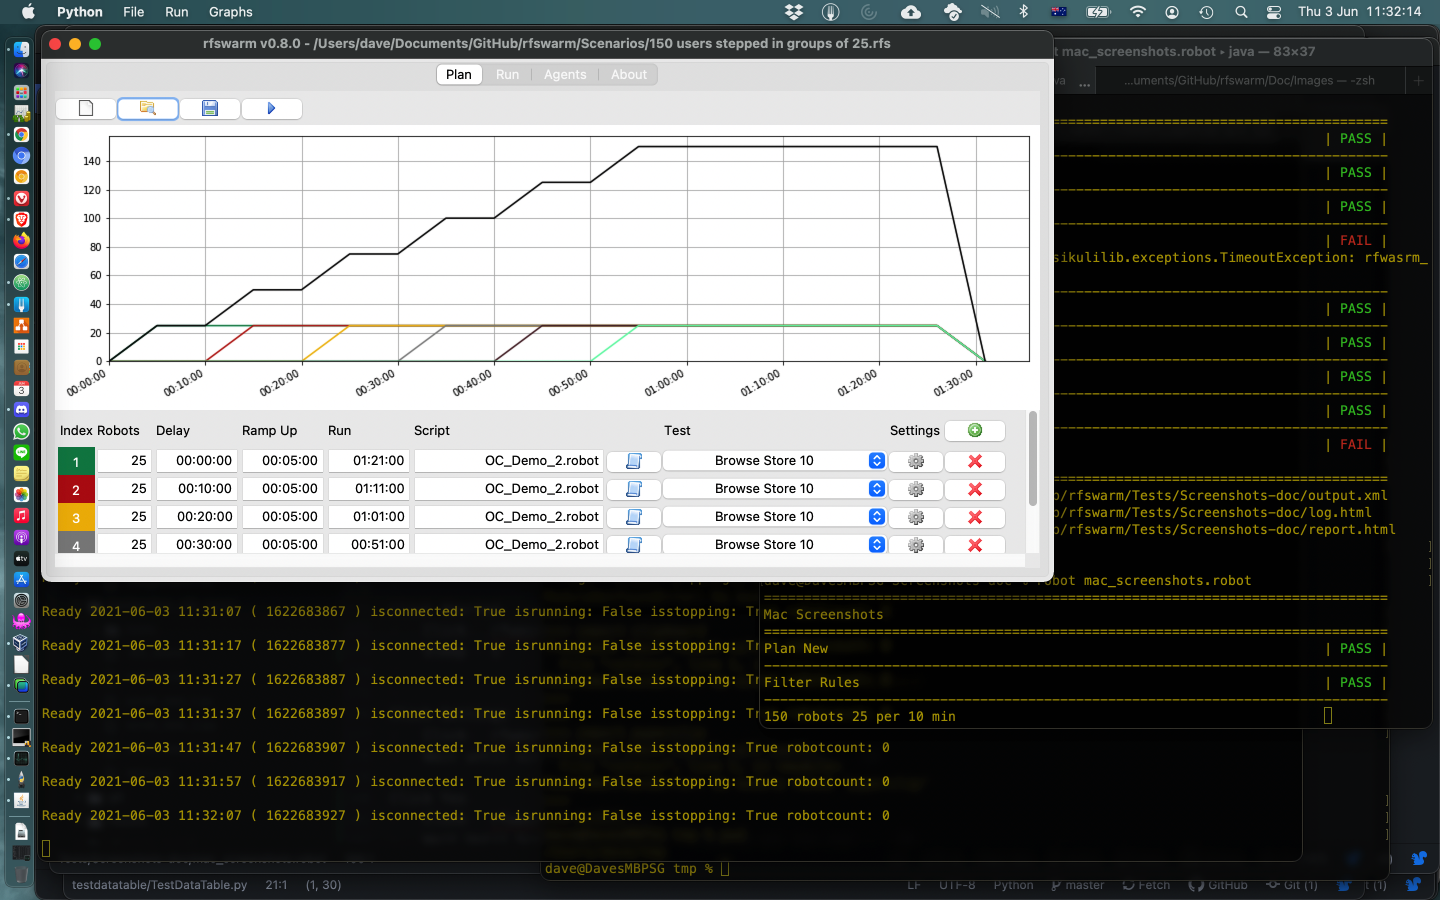 Python File Run Graphs Thu 3 Jun 11:32:14
rfswarm v0.8.0 - /Users/dave/Documents/GitHub/rfswarm/Scenarios/150 users stepped in groups of 25.rfs
Plan Run Agents About
140
120
100
80
60
40
20
0
00:00:00 00:10:00 00:20:00 00:30:00 00:40:00 00:50:00 01:00:00 01:10:00 01:20:00 01:30:00
Index Robots Delay Ramp Up Run Script Test Settings
1 25 00:00:00 00:05:00 01:21:00 OC_Demo_2.robot Browse Store 10
2 25 00:10:00 00:05:00 01:11:00 OC_Demo_2.robot Browse Store 10
3 25 00:20:00 00:05:00 01:01:00 OC_Demo_2.robot Browse Store 10
4 25 00:30:00 00:05:00 00:51:00 OC_Demo_2.robot Browse Store 10
t mac_screenshots.robot ▸ java — 83×37
va ... ...uments/GitHub/rfswarm/Doc/Images — -zsh
| PASS |
| PASS |
| PASS |
| FAIL |
sikulilib.exceptions.TimeoutException: rfwasrm_
| PASS |
| PASS |
| PASS |
| PASS |
| FAIL |
b/rfswarm/Tests/Screenshots-doc/output.xml
b/rfswarm/Tests/Screenshots-doc/log.html
b/rfswarm/Tests/Screenshots-doc/report.html
dave@DavesMBPSG Screenshots-doc % robot mac_screenshots.robot
Mac Screenshots
Plan New | PASS |
Filter Rules | PASS |
150 robots 25 per 10 min
Ready 2021-06-03 11:31:07 ( 1622683867 ) isconnected: True isrunning: False isstopping: Tr
Ready 2021-06-03 11:31:17 ( 1622683877 ) isconnected: True isrunning: False isstopping: Tr
Ready 2021-06-03 11:31:27 ( 1622683887 ) isconnected: True isrunning: False isstopping: Tr
Ready 2021-06-03 11:31:37 ( 1622683897 ) isconnected: True isrunning: False isstopping: Tr
Ready 2021-06-03 11:31:47 ( 1622683907 ) isconnected: True isrunning: False isstopping: True robotcount: 0
Ready 2021-06-03 11:31:57 ( 1622683917 ) isconnected: True isrunning: False isstopping: True robotcount: 0
Ready 2021-06-03 11:32:07 ( 1622683927 ) isconnected: True isrunning: False isstopping: True robotcount: 0
dave@DavesMBPSG tmp %
testdatatable/TestDataTable.py 21:1 (1, 30) LF UTF-8 Python master Fetch GitHub Git (1)